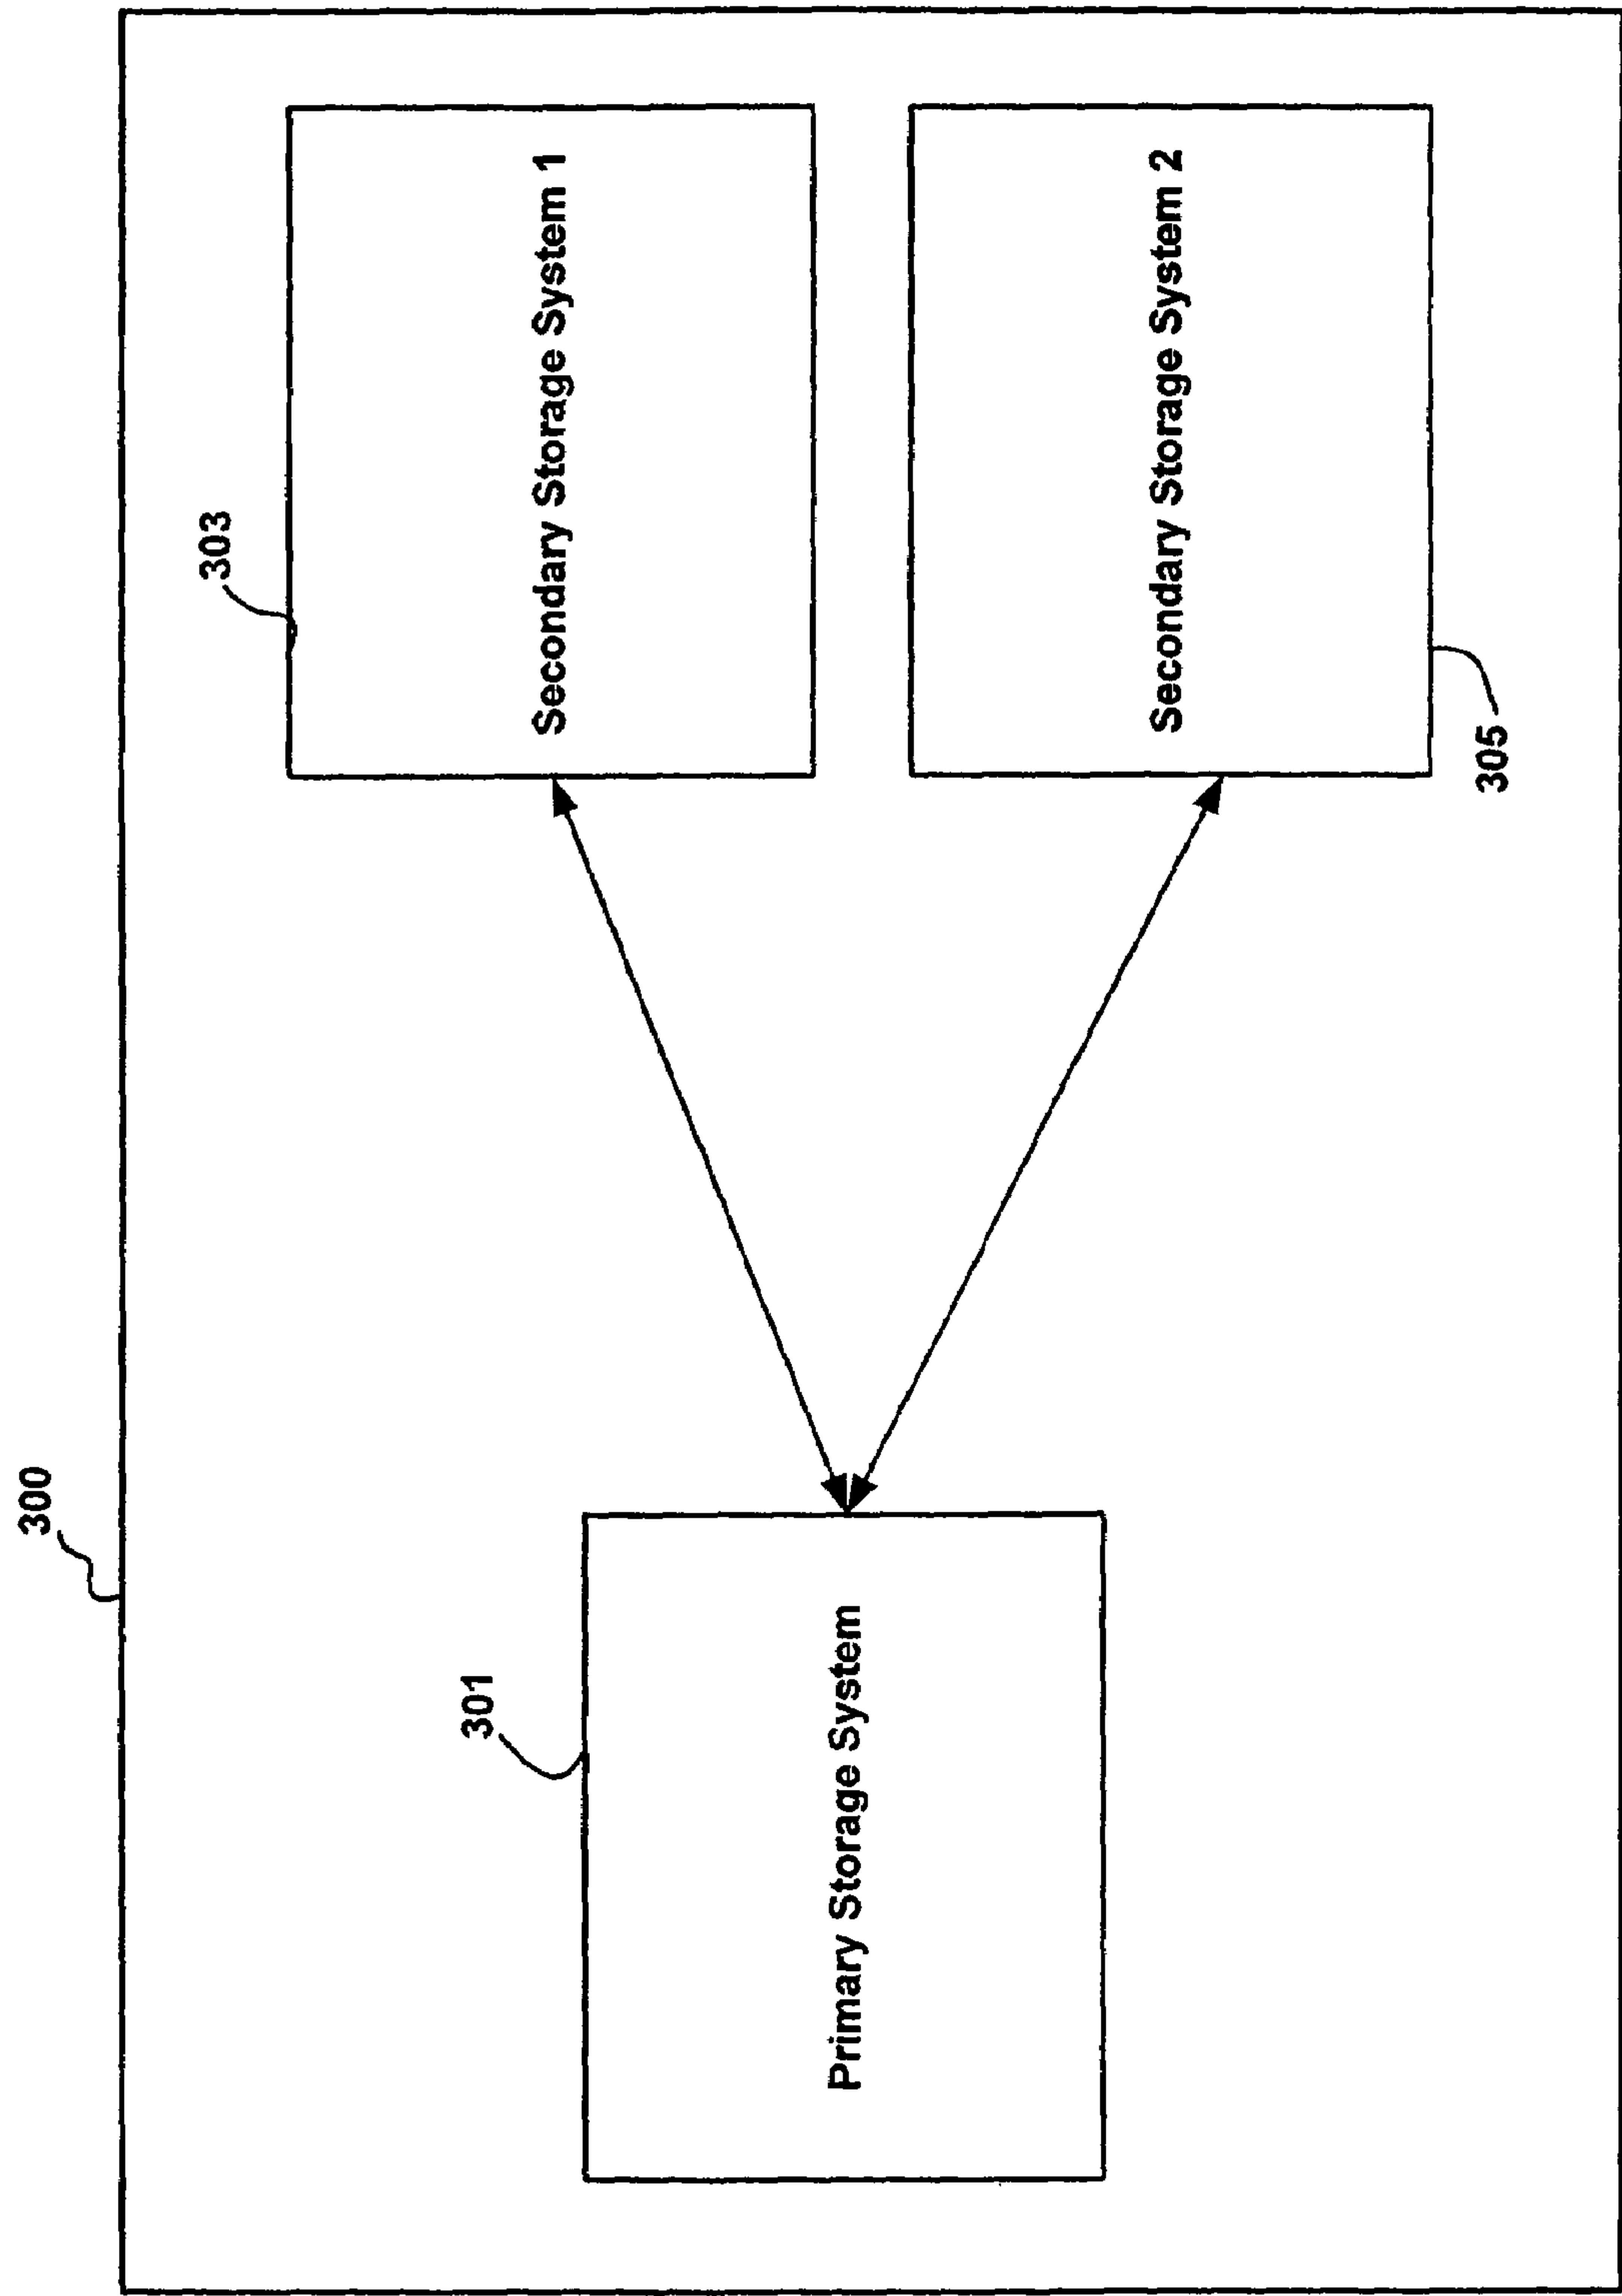 300
303
Secondary Storage System 1
301
Primary Storage System
Secondary Storage System 2
305